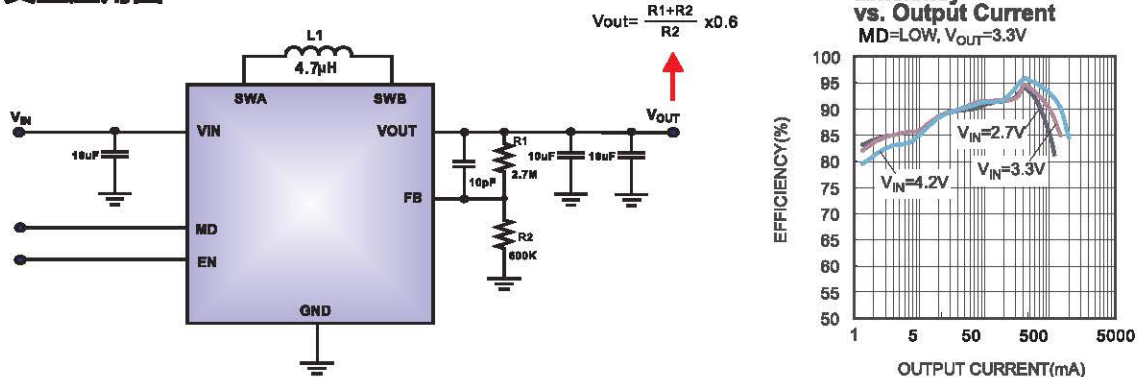 Vout= R1+R2 x0.6
R2
L1
4.7μH
SWA SWB
VIN
VIN VOUT VOUT
10uF
10pF
R1
2.7M
10uF 10uF
FB
MD
R2
600K
EN
GND
vs. Output Current
MD=LOW, VOUT=3.3V
100
95
90
85
80
75
70
65
60
55
50
VIN=2.7V
VIN=3.3V
VIN=4.2V
EFFICIENCY(%)
1 5 50 500 5000
OUTPUT CURRENT(mA)